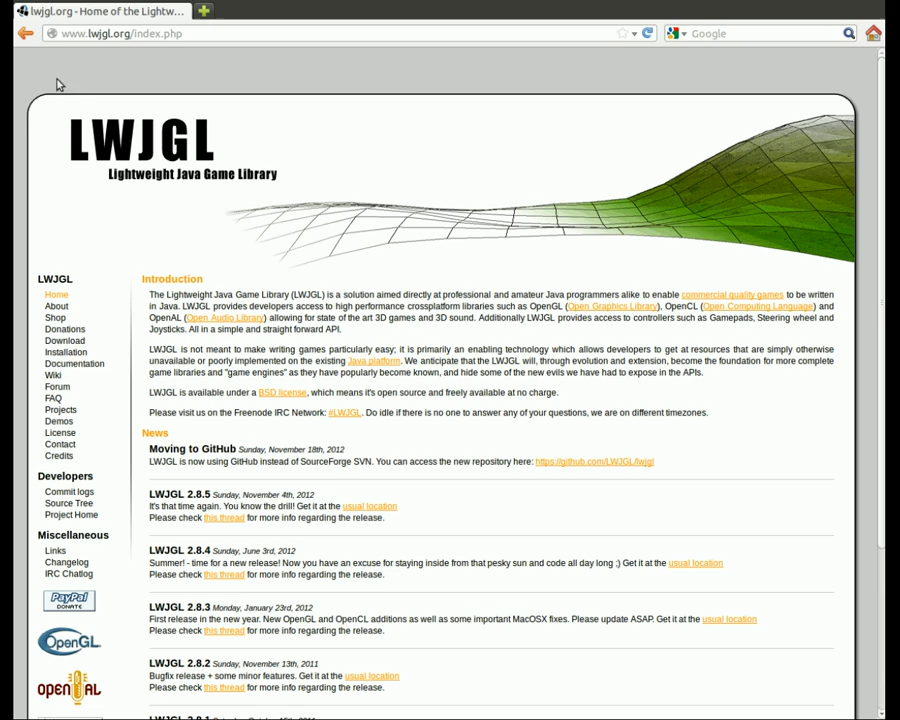 lwjgl.org - Home of the Lightw...
www.lwjgl.org/index.php
Google
LWJGL
Lightweight Java Game Library
LWJGL
Home
About
Shop
Donations
Download
Installation
Documentation
Wiki
Forum
FAQ
Projects
Demos
License
Contact
Credits
Developers
Commit logs
Source Tree
Project Home
Miscellaneous
Links
Changelog
IRC Chatlog
PayPal
DONATE
OpenGL
OPENAL
Introduction
The Lightweight Java Game Library (LWJGL) is a solution aimed directly at professional and amateur Java programmers alike to enable commercial quality games to be written
in Java. LWJGL provides developers access to high performance crossplatform libraries such as OpenGL (Open Graphics Library), OpenCL (Open Computing Language) and
OpenAL (Open Audio Library) allowing for state of the art 3D games and 3D sound. Additionally LWJGL provides access to controllers such as Gamepads, Steering wheel and
Joysticks. All in a simple and straight forward API.
LWJGL is not meant to make writing games particularly easy; it is primarily an enabling technology which allows developers to get at resources that are simply otherwise
unavailable or poorly implemented on the existing Java platform. We anticipate that the LWJGL will, through evolution and extension, become the foundation for more complete
game libraries and "game engines" as they have popularly become known, and hide some of the new evils we have had to expose in the APIs.
LWJGL is available under a BSD license, which means it's open source and freely available at no charge.
Please visit us on the Freenode IRC Network: #LWJGL. Do idle if there is no one to answer any of your questions, we are on different timezones.
News
Moving to GitHub Sunday, November 18th, 2012
LWJGL is now using GitHub instead of SourceForge SVN. You can access the new repository here: https://github.com/LWJGL/lwjgl
LWJGL 2.8.5 Sunday, November 4th, 2012
It's that time again. You know the drill! Get it at the usual location
Please check this thread for more info regarding the release.
LWJGL 2.8.4 Sunday, June 3rd, 2012
Summer! - time for a new release! Now you have an excuse for staying inside from that pesky sun and code all day long ;) Get it at the usual location
Please check this thread for more info regarding the release.
LWJGL 2.8.3 Monday, January 23rd, 2012
First release in the new year. New OpenGL and OpenCL additions as well as some important MacOSX fixes. Please update ASAP. Get it at the usual location
Please check this thread for more info regarding the release.
LWJGL 2.8.2 Sunday, November 13th, 2011
Bugfix release + some minor features. Get it at the usual location
Please check this thread for more info regarding the release.